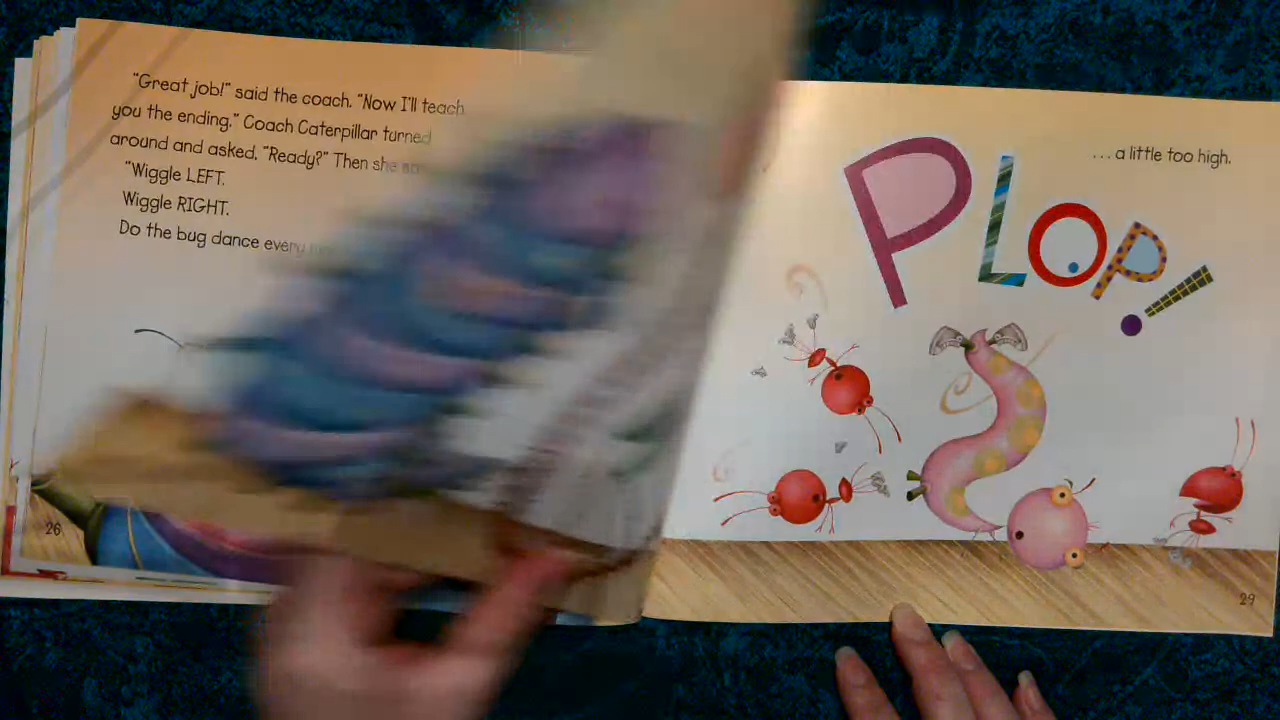 "Great job!" said the coach. "Now I'll teach
you the ending." Coach Caterpillar turned
around and asked, "Ready?" Then she
"Wiggle LEFT.
Wiggle RIGHT.
Do the bug dance every
26
... a little too high.
PLOP!
29